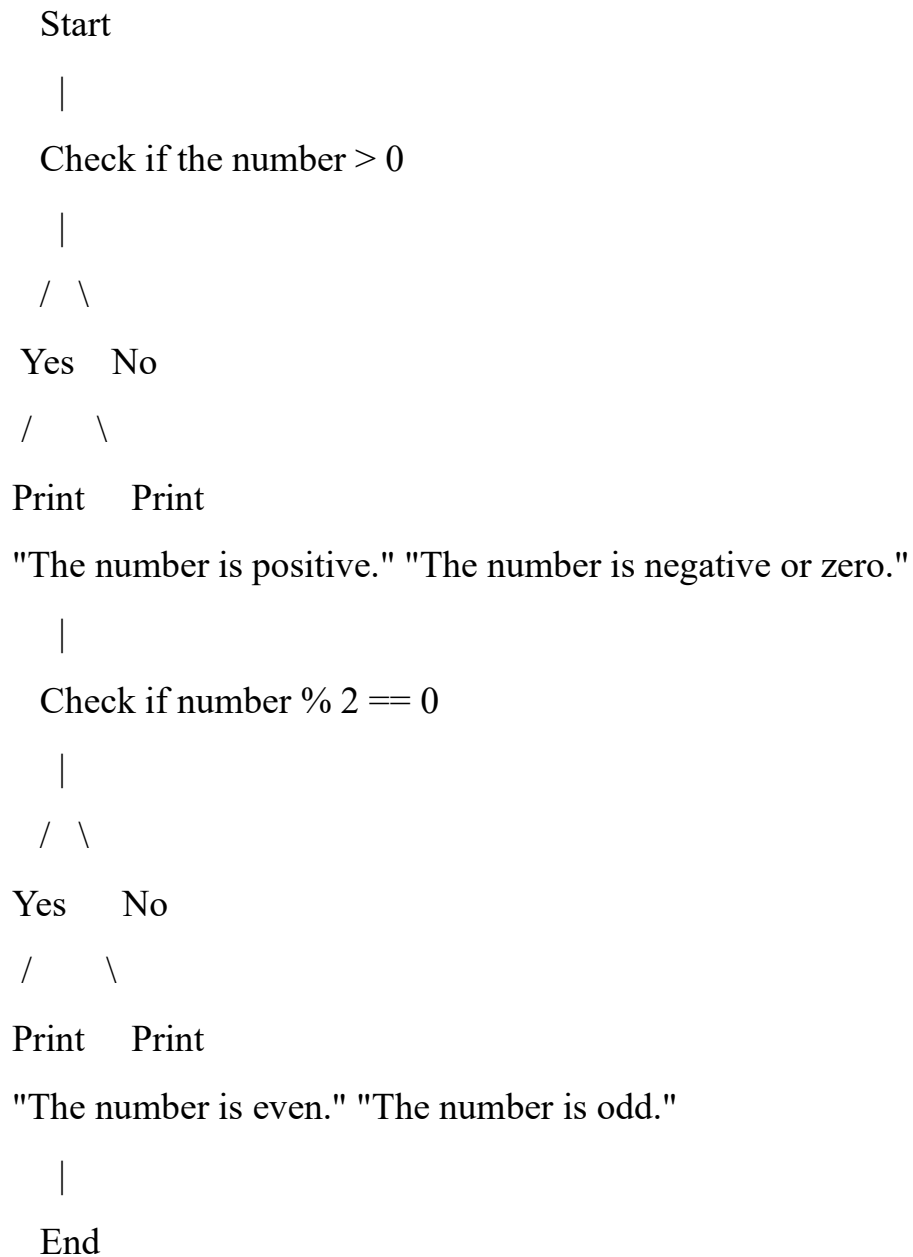 Start
|
Check if the number > 0
|
/ \
Yes No
/ \
Print Print
"The number is positive." "The number is negative or zero."
|
Check if number % 2 == 0
|
/ \
Yes No
/ \
Print Print
"The number is even." "The number is odd."
|
End